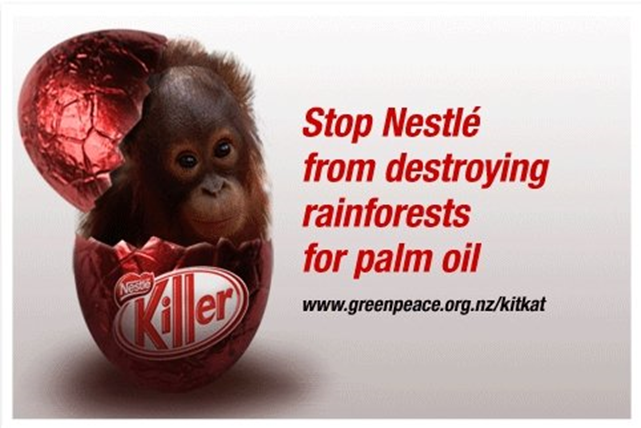 Stop Nestlé
from destroying
rainforests
for palm oil
www.greenpeace.org.nz/kitkat
Nestlé
Killer